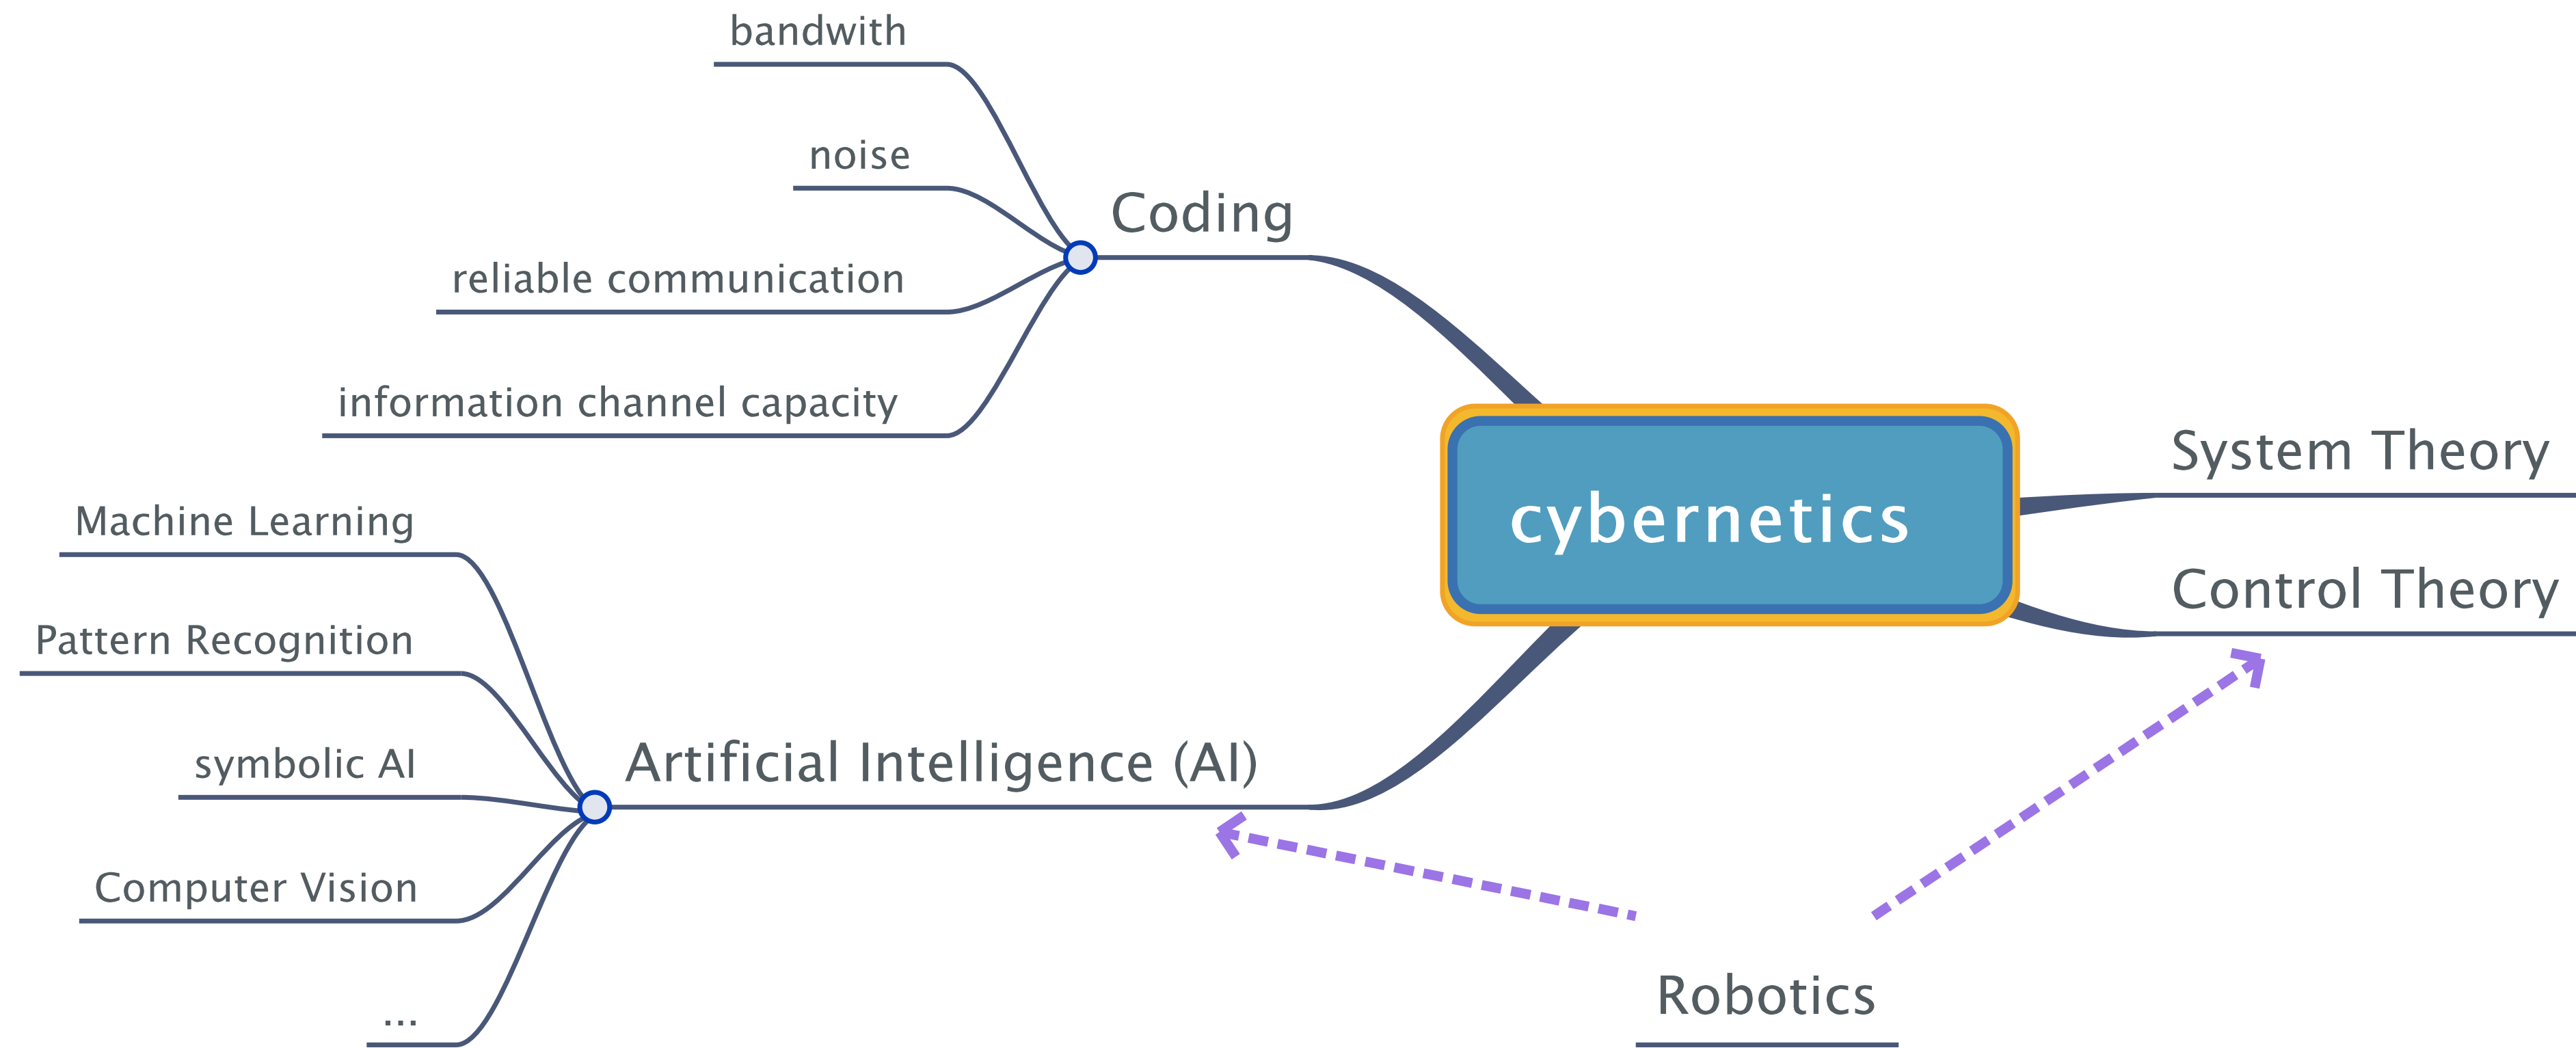 bandwith
noise
Coding
reliable communication
information channel capacity
cybernetics
System Theory
Control Theory
Machine Learning
Pattern Recognition
symbolic AI
Artificial Intelligence (AI)
Computer Vision
...
Robotics